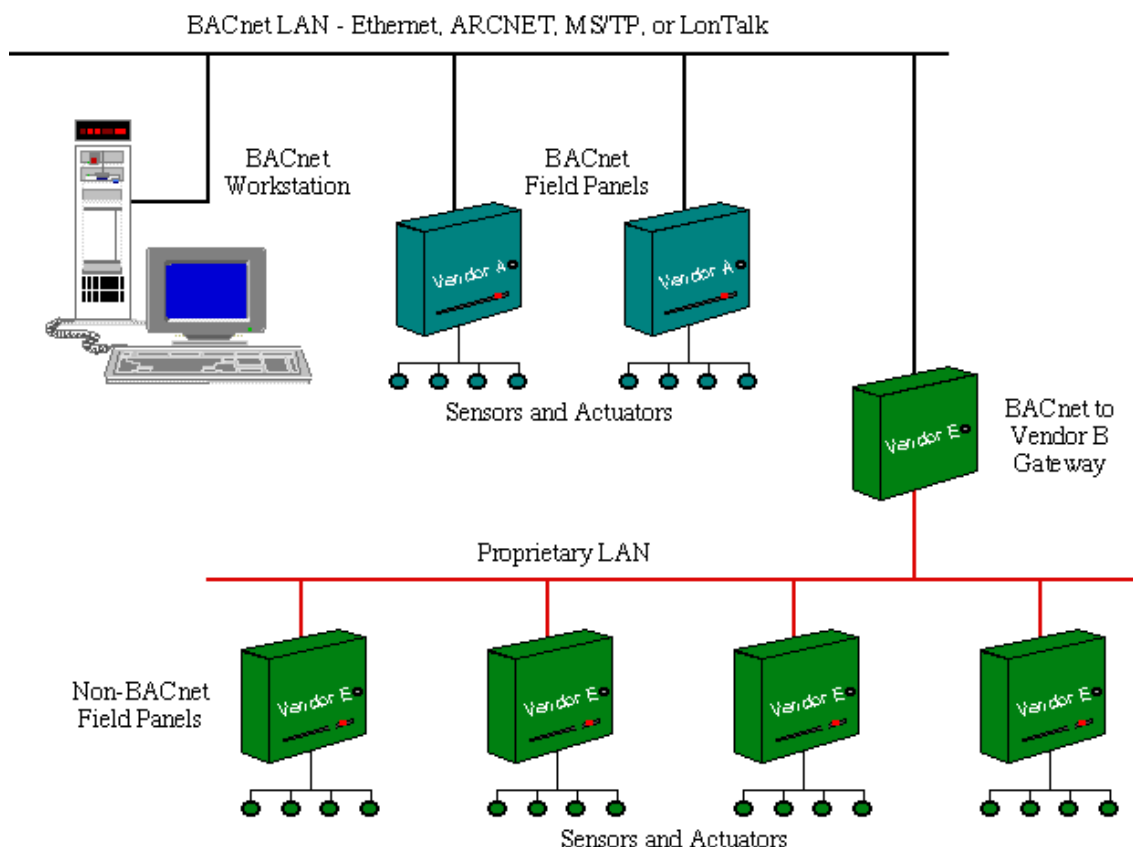 BACnet LAN - Ethernet, ARCNET, MS/TP, or LonTalk
BACnet
Workstation
BACnet
Field Panels
Vendor A
Vendor A
Sensors and Actuators
Vendor E
BACnet to
Vendor B
Gateway
Proprietary LAN
Non-BACnet
Field Panels
Vendor E
Vendor E
Vendor E
Vendor E
Sensors and Actuators